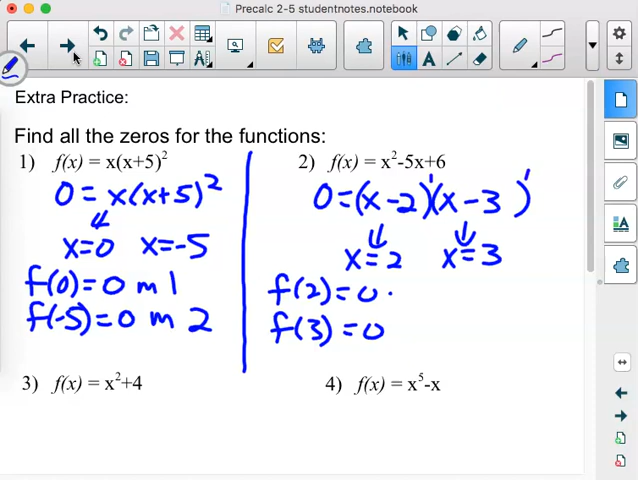 Precalc 2-5 studentnotes.notebook
Extra Practice:
Find all the zeros for the functions:
1) f(x) = x(x+5)²
0 = x(x+5)²
x=0 x=-5
f(0)=0 m 1
f(-5)=0 m 2
2) f(x) = x²-5x+6
0=(x-2)¹(x-3)¹
x=2 x=3
f(2)=0 .
f(3)=0
3) f(x) = x²+4
4) f(x) = x⁵-x